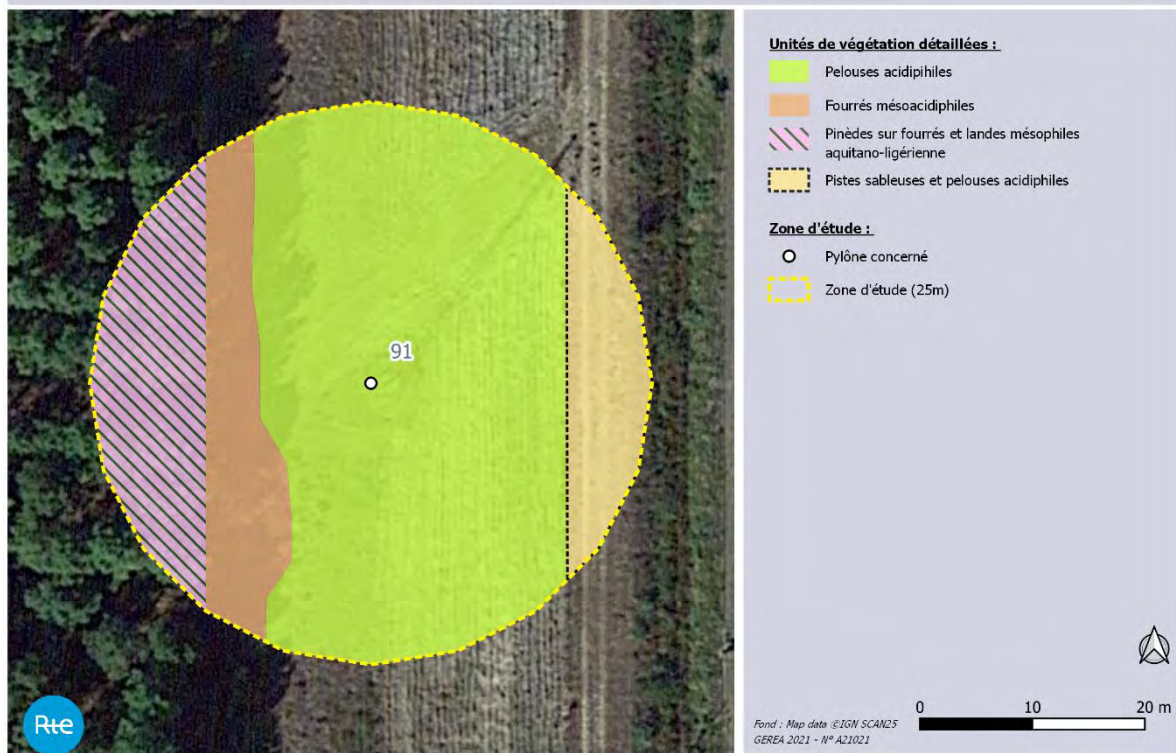 Unités de végétation détaillées :
Pelouses acidipihiles
Fourrés mésoacidiphiles
Pinèdes sur fourrés et landes mésophiles
aquitano-ligérienne
Pistes sableuses et pelouses acidiphiles
Zone d'étude :
Pylône concerné
Zone d'étude (25m)
91
Rte
Fond : Map data ©IGN SCAN25
GEREA 2021 - N° A21021
0 10 20 m